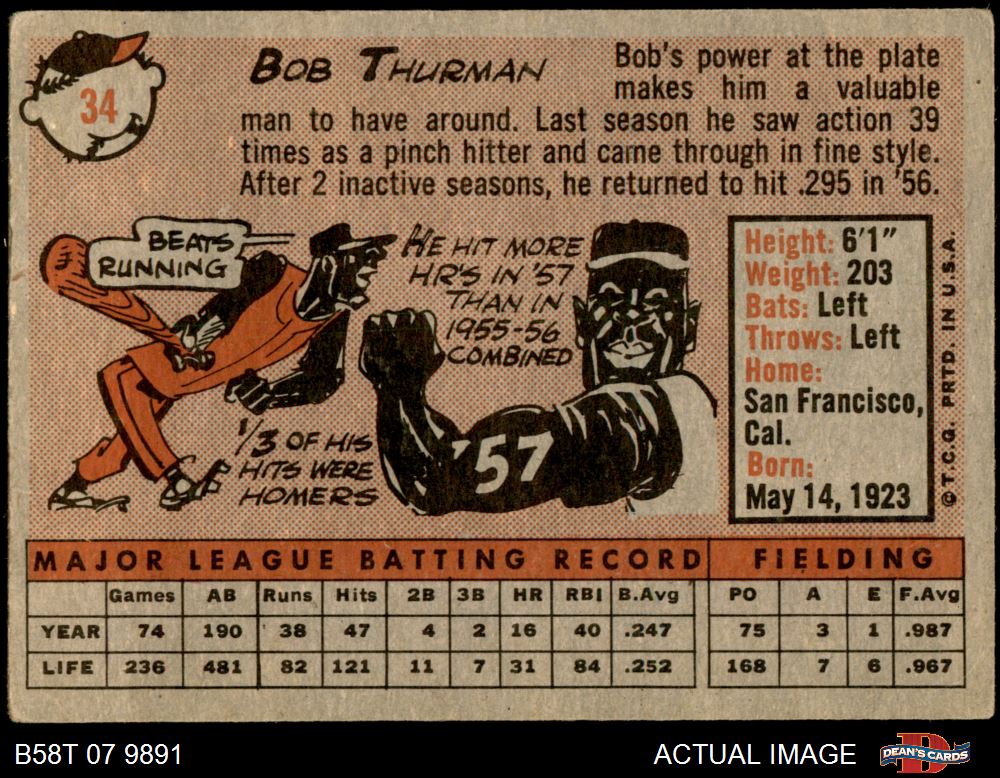 34
BOB THURMAN
Bob's power at the plate
makes him a valuable
man to have around. Last season he saw action 39
times as a pinch hitter and came through in fine style.
After 2 inactive seasons, he returned to hit .295 in '56.
BEATS
RUNNING
HE HIT MORE
HR'S IN '57
THAN IN
1955-56
COMBINED
1/3 OF HIS
HITS WERE
HOMERS
'57
Height: 6'1"
Weight: 203
Bats: Left
Throws: Left
Home:
San Francisco,
Cal.
Born:
May 14, 1923
© T.C.G. PRTD. IN U.S.A.
MAJOR LEAGUE BATTING RECORD FIELDING
Games AB Runs Hits 2B 3B HR RBI B.Avg PO A E F.Avg
YEAR 74 190 38 47 4 2 16 40 .247 75 3 1 .987
LIFE 236 481 82 121 11 7 31 84 .252 168 7 6 .967
B58T 07 9891 ACTUAL IMAGE D DEAN'S CARDS